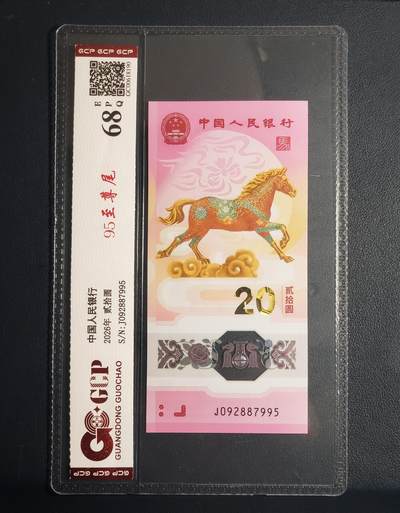 GCP GCP GCP
GC00618190
68 E P Q
95至尊尾
中国人民银行
2026年 贰拾圆
S/N:J092887995
GCP
GUANGDONG GUOCHAO
GCP GCP GCP
中国人民银行
20
贰拾圆
J092887995